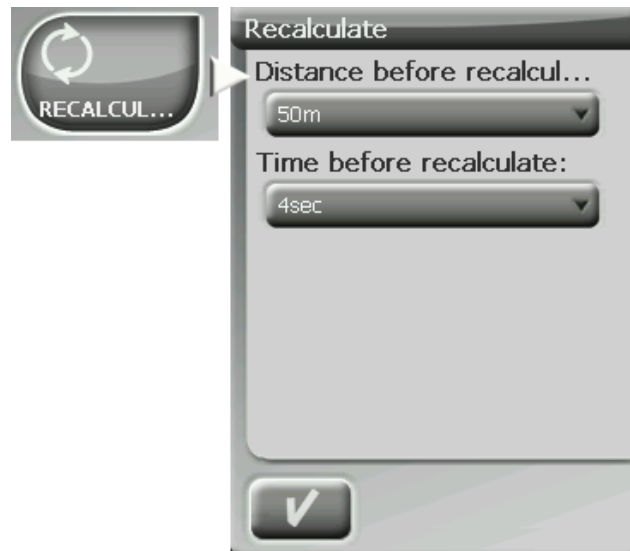 RECALCUL...
Recalculate
Distance before recalcul...
50m
Time before recalculate:
4sec